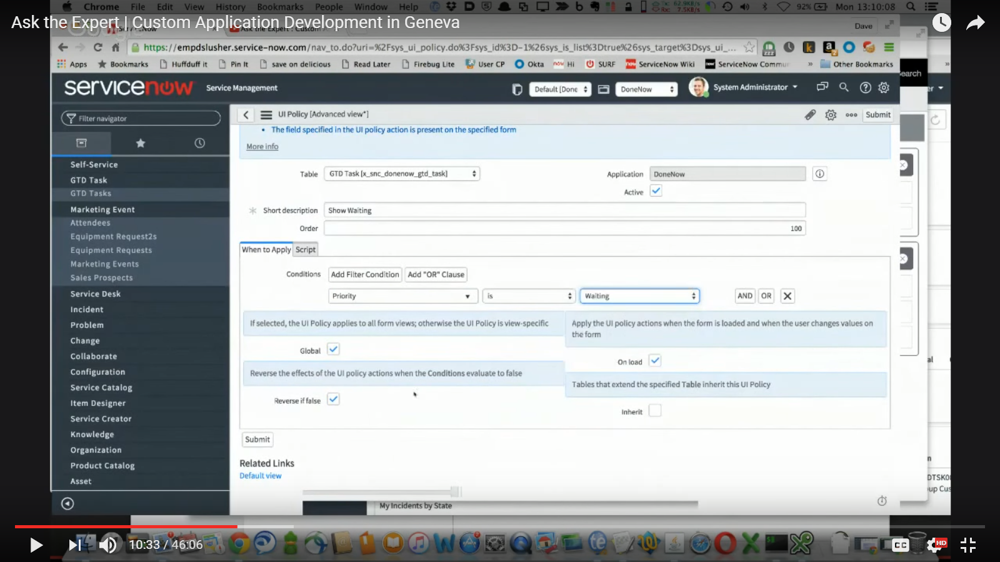 Chrome File Edit View History Bookmarks People Window Help 92% Mon 13:10:08
Ask the Expert | Custom Application Development in Geneva
Dave
https://empdslusher.service-now.com/nav_to.do?uri=%2Fsys_ui_policy.do%3Fsys_id%3D-1%26sys_is_list%3Dtrue%26sys_target%3Dsys_ui_...
Apps Bookmarks Huffduff it Pin It save on delicious Read Later Firebug Lite User CP Okta Hi SURF ServiceNow Wiki ServiceNow Commu » Other Bookmarks »
earch
servicenow Service Management Default [Done DoneNow System Administrator er
Filter navigator
UI Policy [Advanced view*] Submit
• The field specified in the UI policy action is present on the specified form
More info
Self-Service
GTD Task
GTD Tasks
Marketing Event
Attendees
Equipment Request2s
Equipment Requests
Marketing Events
Sales Prospects
Service Desk
Incident
Problem
Change
Collaborate
Configuration
Service Catalog
Item Designer
Service Creator
Knowledge
Organization
Product Catalog
Asset
Table GTD Task [x_snc_donenow_gtd_task] Application DoneNow
Active
Short description Show Waiting
Order 100
When to Apply Script
Conditions Add Filter Condition Add "OR" Clause
Priority is Waiting AND OR X
If selected, the UI Policy applies to all form views; otherwise the UI Policy is view-specific
Global
Reverse the effects of the UI policy actions when the Conditions evaluate to false
Reverse if false
Apply the UI policy actions when the form is loaded and when the user changes values on
the form
On load
Tables that extend the specified Table inherit this UI Policy
Inherit
Submit
Related Links
Default view
My Incidents by State
al
n
DTSK0
up Cus
10:33 / 46:06 CC HD